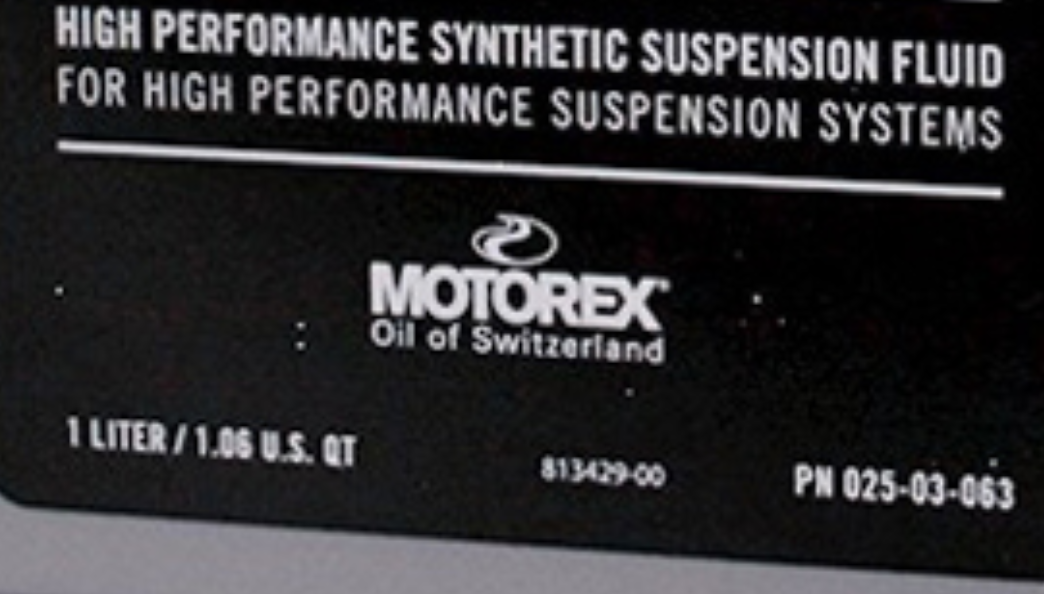 HIGH PERFORMANCE SYNTHETIC SUSPENSION FLUID
FOR HIGH PERFORMANCE SUSPENSION SYSTEMS
MOTOREX®
Oil of Switzerland
1 LITER / 1.06 U.S. QT 813429-00 PN 025-03-063